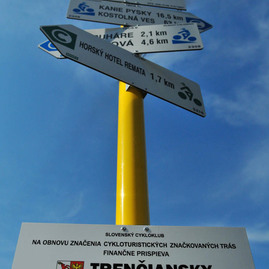 KANIE PYSKY 16,5 km
KOSTOLNÁ VES
2,1 km
4,6 km
C HORSKÝ HOTEL REMATA 1,7 km
SLOVENSKÝ CYKLOKLUB
NA OBNOVU ZNAČENIA CYKLOTURISTICKÝCH ZNAČKOVANÝCH TRÁS
FINANČNE PRISPIEVA
TRENČIANSKY